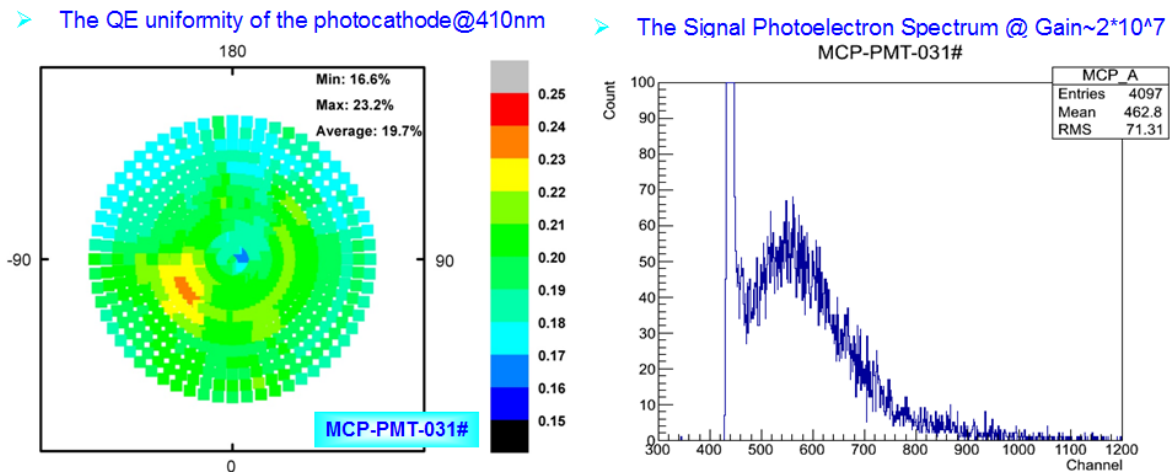 The QE uniformity of the photocathode@410nm
180
Min: 16.6%
Max: 23.2%
Average: 19.7%
-90
90
0
MCP-PMT-031#
0.25
0.24
0.23
0.22
0.21
0.20
0.19
0.18
0.17
0.16
0.15
The Signal Photoelectron Spectrum @ Gain~2*10^7
MCP-PMT-031#
MCP_A
Entries 4097
Mean 462.8
RMS 71.31
Count
100
90
80
70
60
50
40
30
20
10
0
300 400 500 600 700 800 900 1000 1100 1200
Channel